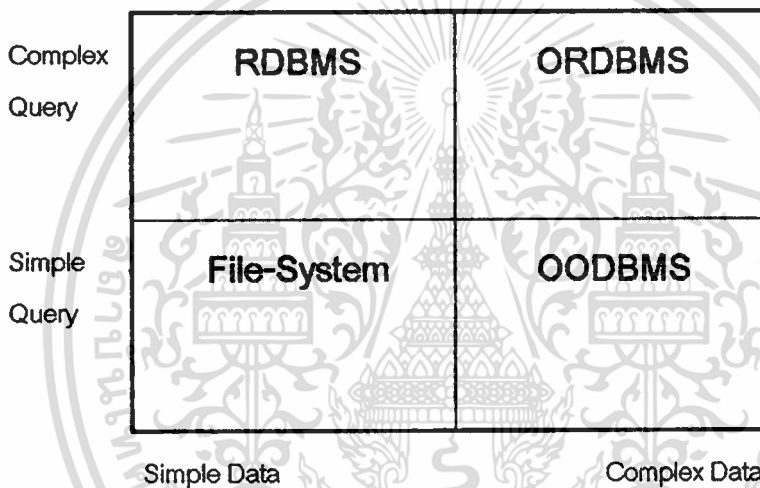 Complex RDBMS ORDBMS
Query
Simple File-System OODBMS
Query
Simple Data Complex Data